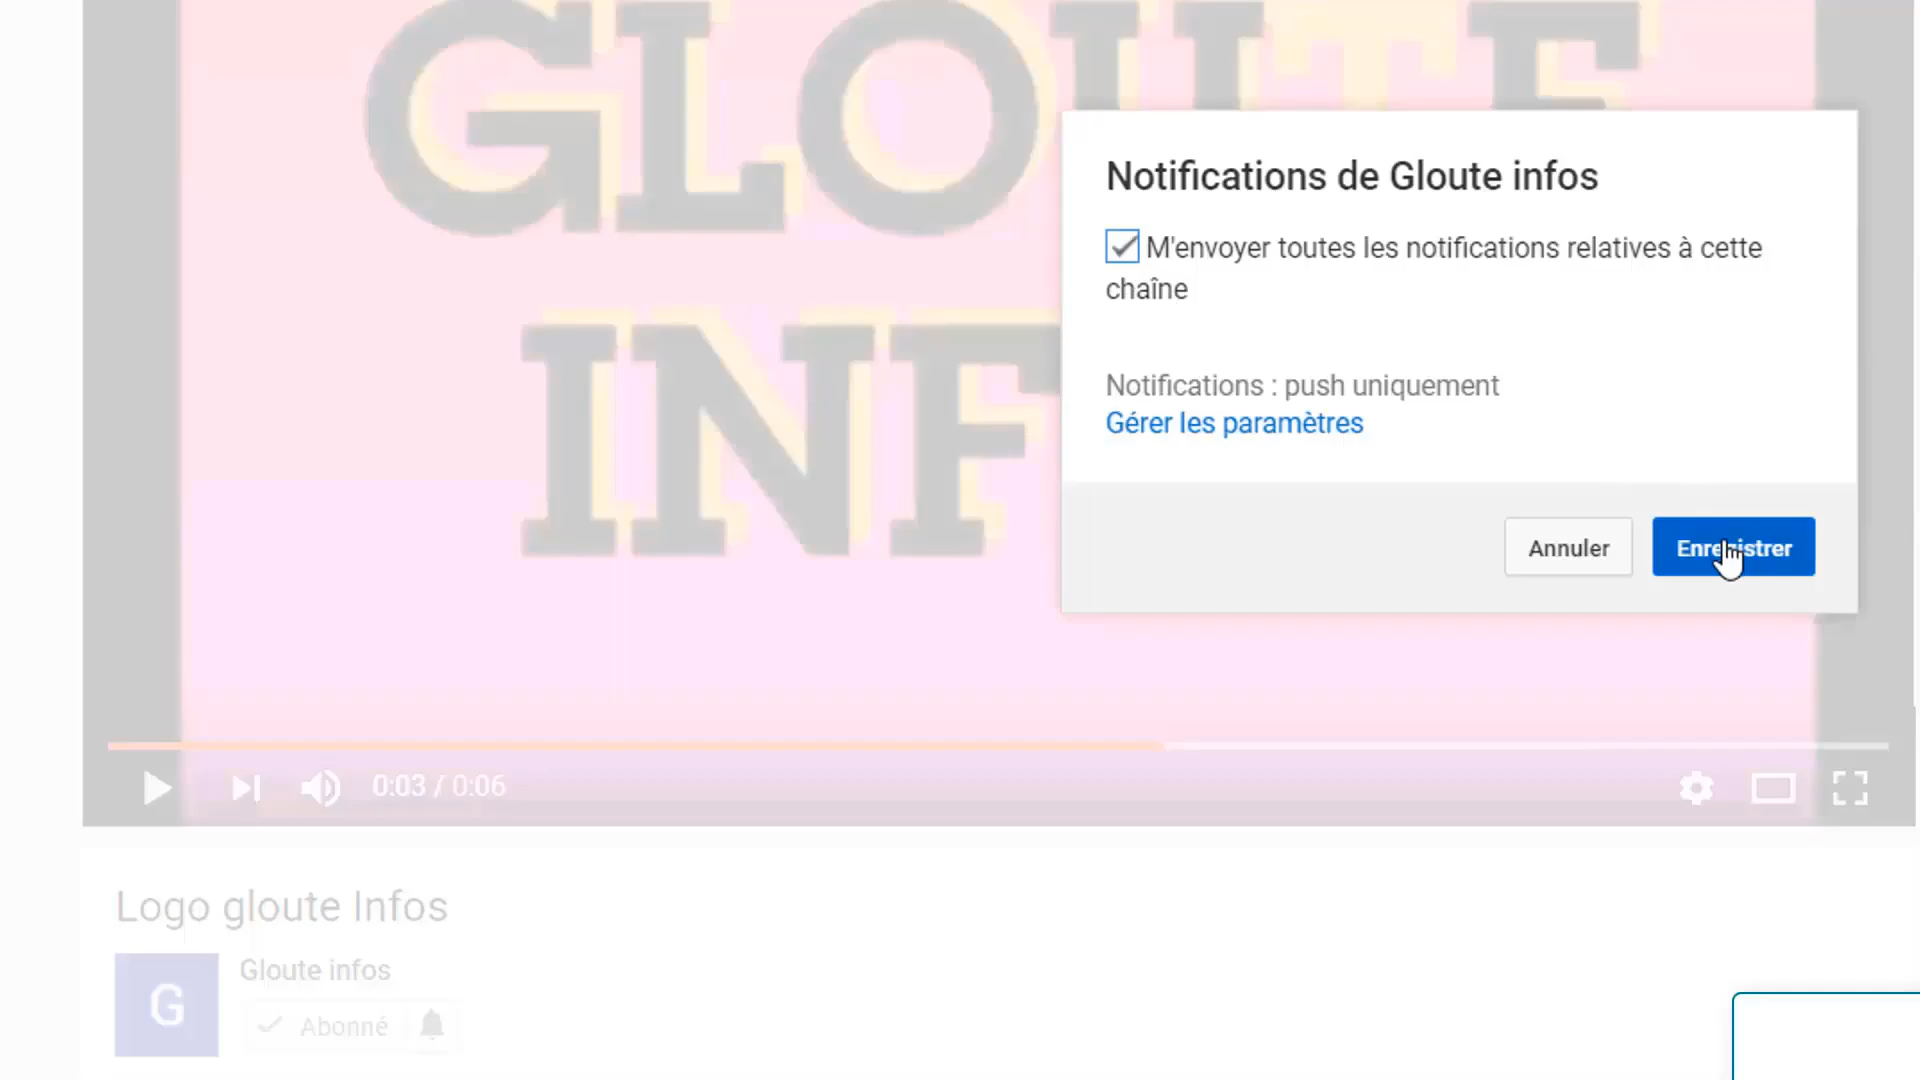 GLOUTE
INF
Notifications de Gloute infos
M'envoyer toutes les notifications relatives à cette
chaîne
Notifications : push uniquement
Gérer les paramètres
Annuler
Enregistrer
0:03 / 0:06
Logo gloute Infos
G
Gloute infos
Abonné